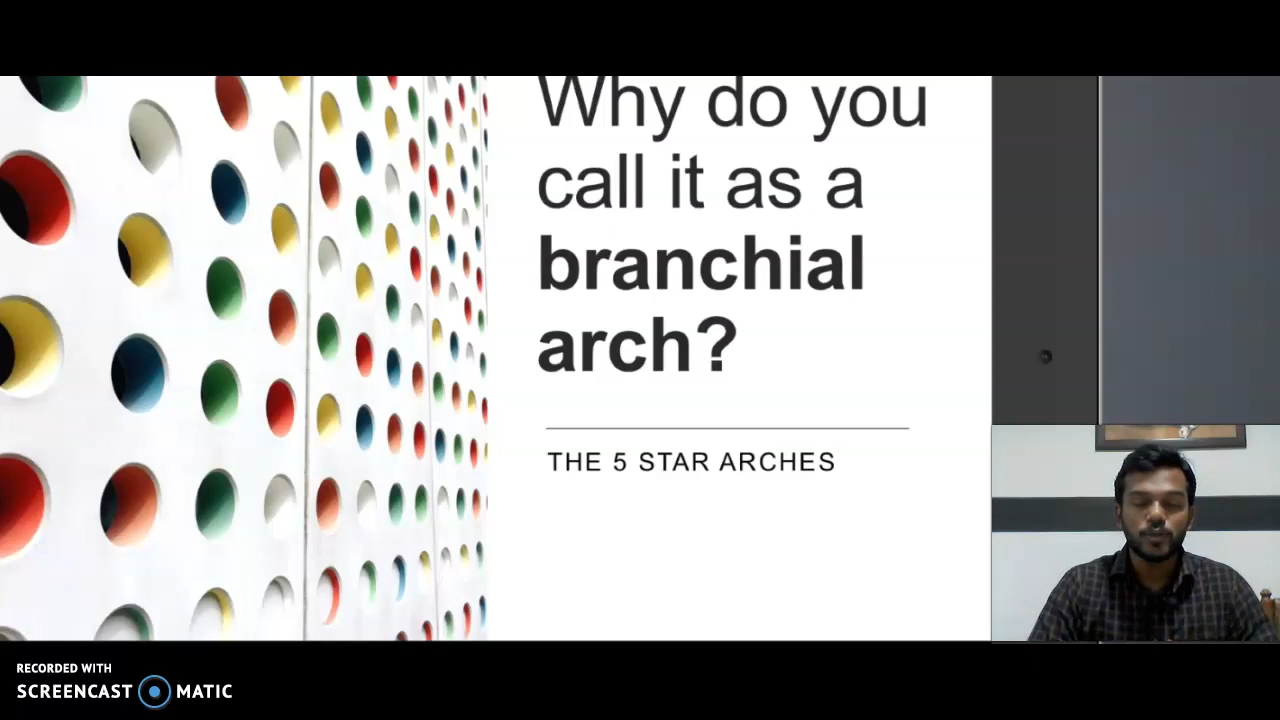 Why do you
call it as a
branchial
arch?
THE 5 STAR ARCHES
RECORDED WITH
SCREENCAST MATIC